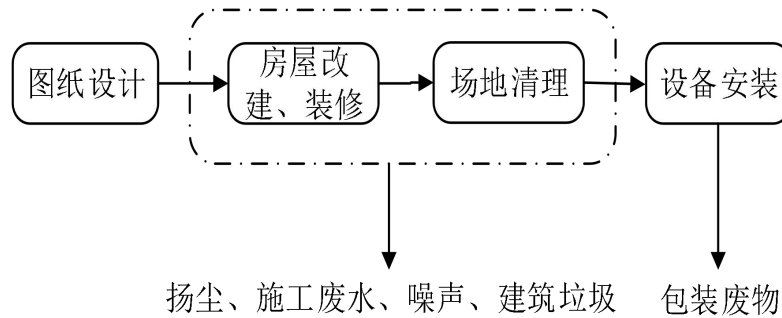 图纸设计
房屋改
建、装修
场地清理
设备安装
扬尘、施工废水、噪声、建筑垃圾
包装废物